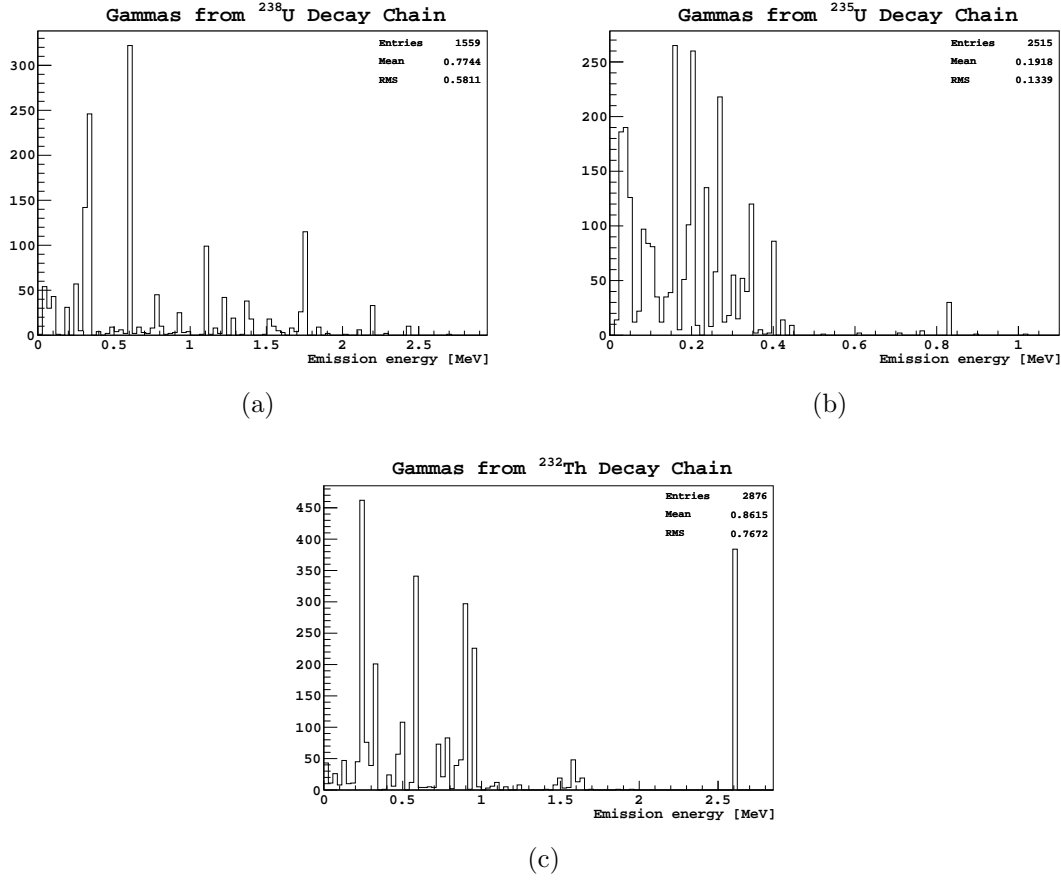 Gammas from ²³⁸U Decay Chain
Entries 1559
Mean 0.7744
RMS 0.5811
300
250
200
150
100
50
0
0 0.5 1 1.5 2 2.5
Emission energy [MeV]
(a)
Gammas from ²³⁵U Decay Chain
Entries 2515
Mean 0.1918
RMS 0.1339
250
200
150
100
50
0
0 0.2 0.4 0.6 0.8 1
Emission energy [MeV]
(b)
Gammas from ²³²Th Decay Chain
Entries 2876
Mean 0.8615
RMS 0.7672
450
400
350
300
250
200
150
100
50
0
0 0.5 1 1.5 2 2.5
Emission energy [MeV]
(c)